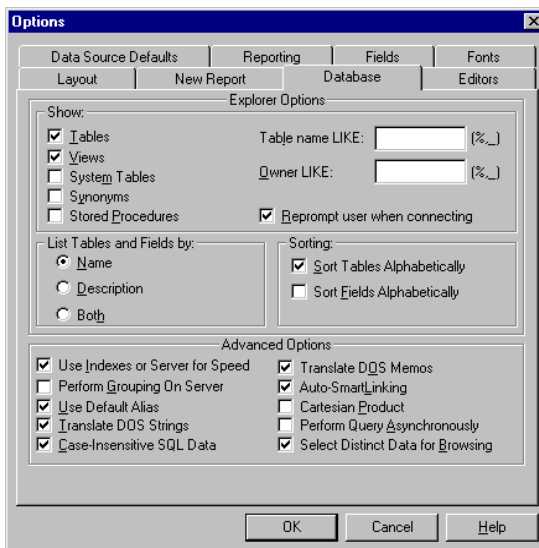 Options
Data Source Defaults Reporting Fields Fonts
Layout New Report Database Editors
Explorer Options
Show:
Tables
Views
System Tables
Synonyms
Stored Procedures
Table name LIKE: (%,_)
Owner LIKE: (%,_)
Reprompt user when connecting
List Tables and Fields by:
Name
Description
Both
Sorting:
Sort Tables Alphabetically
Sort Fields Alphabetically
Advanced Options
Use Indexes or Server for Speed
Perform Grouping On Server
Use Default Alias
Translate DOS Strings
Case-Insensitive SQL Data
Translate DOS Memos
Auto-SmartLinking
Cartesian Product
Perform Query Asynchronously
Select Distinct Data for Browsing
OK Cancel Help